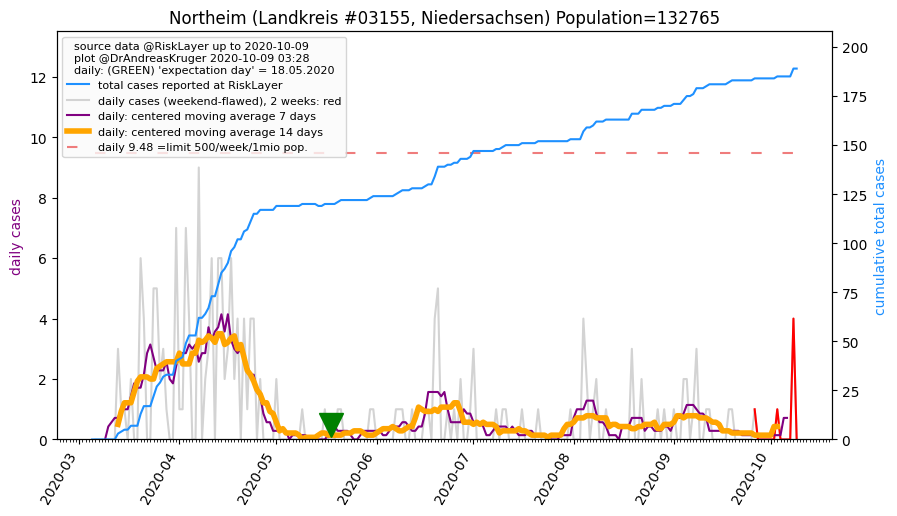 Northeim (Landkreis #03155, Niedersachsen) Population=132765
source data @RiskLayer up to 2020-10-09
plot @DrAndreasKruger 2020-10-09 03:28
daily: (GREEN) 'expectation day' = 18.05.2020
total cases reported at RiskLayer
daily cases (weekend-flawed), 2 weeks: red
daily: centered moving average 7 days
daily: centered moving average 14 days
daily 9.48 =limit 500/week/1mio pop.
daily cases
12
10
8
6
4
2
0
cumulative total cases
200
175
150
125
100
75
50
25
0
2020-03
2020-04
2020-05
2020-06
2020-07
2020-08
2020-09
2020-10